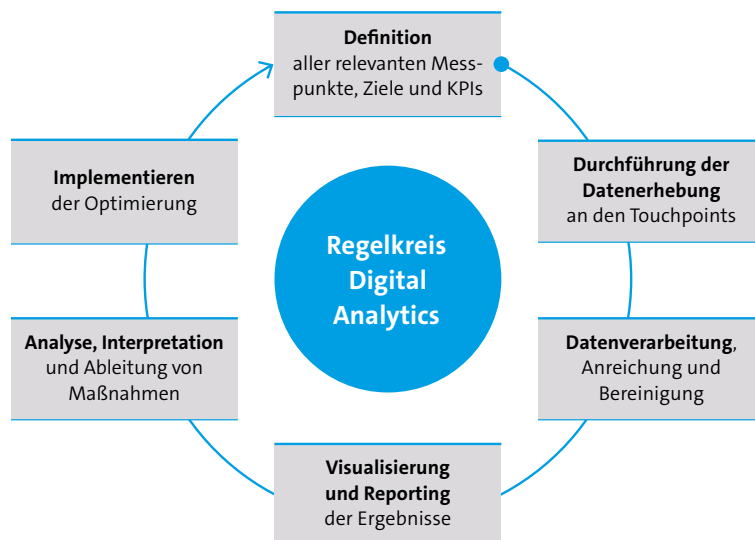 Definition
aller relevanten Mess-
punkte, Ziele und KPIs
Durchführung der
Datenerhebung
an den Touchpoints
Datenverarbeitung,
Anreichung und
Bereinigung
Visualisierung
und Reporting
der Ergebnisse
Analyse, Interpretation
und Ableitung von
Maßnahmen
Implementieren
der Optimierung
Regelkreis
Digital
Analytics